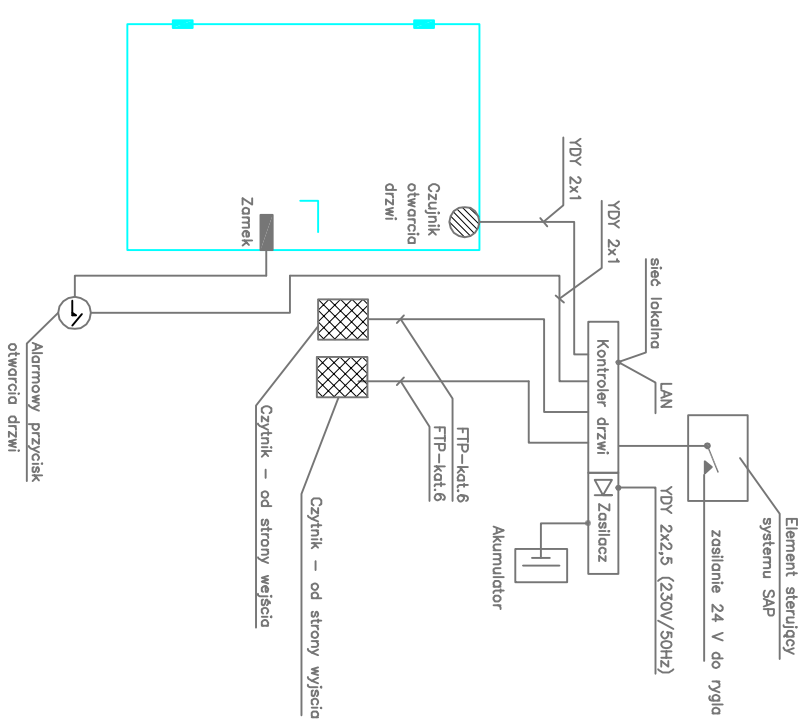 Element sterujący
systemu SAP
zasilanie 24 V do rygla
sieć lokalna
LAN
YDY 2x2,5 (230V/50Hz)
YDY 2x1
YDY 2x1
Kontroler drzwi
Zasilacz
Akumulator
FTP-kat.6
FTP-kat.6
Czujnik
otwarcia
drzwi
Zamek
Czytnik - od strony wyjscia
Czytnik - od strony wejścia
Alarmowy przycisk
otwarcia drzwi